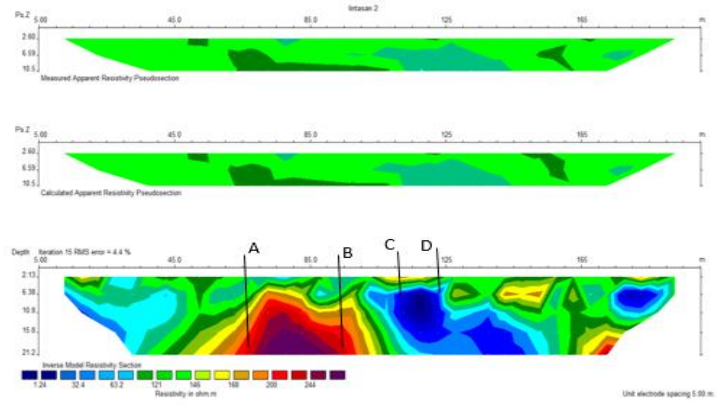 Intasan 2
Ps.Z
5.00 45.0 85.0 125 165 m.
2.60
6.59
10.5
Measured Apparent Resistivity Pseudosection
Ps.Z
5.00 45.0 85.0 125 165 m.
2.60
6.59
10.5
Calculated Apparent Resistivity Pseudosection
A B C D
Depth Iteration 15 RMS error = 4.4 %
5.00 45.0 85.0 125 165 m.
2.13
6.38
10.8
15.8
21.2
Inverse Model Resistivity Section
1.24 32.4 63.2 121 145 168 200 244
Resistivity in ohm.m
Unit electrode spacing 5.00 m.